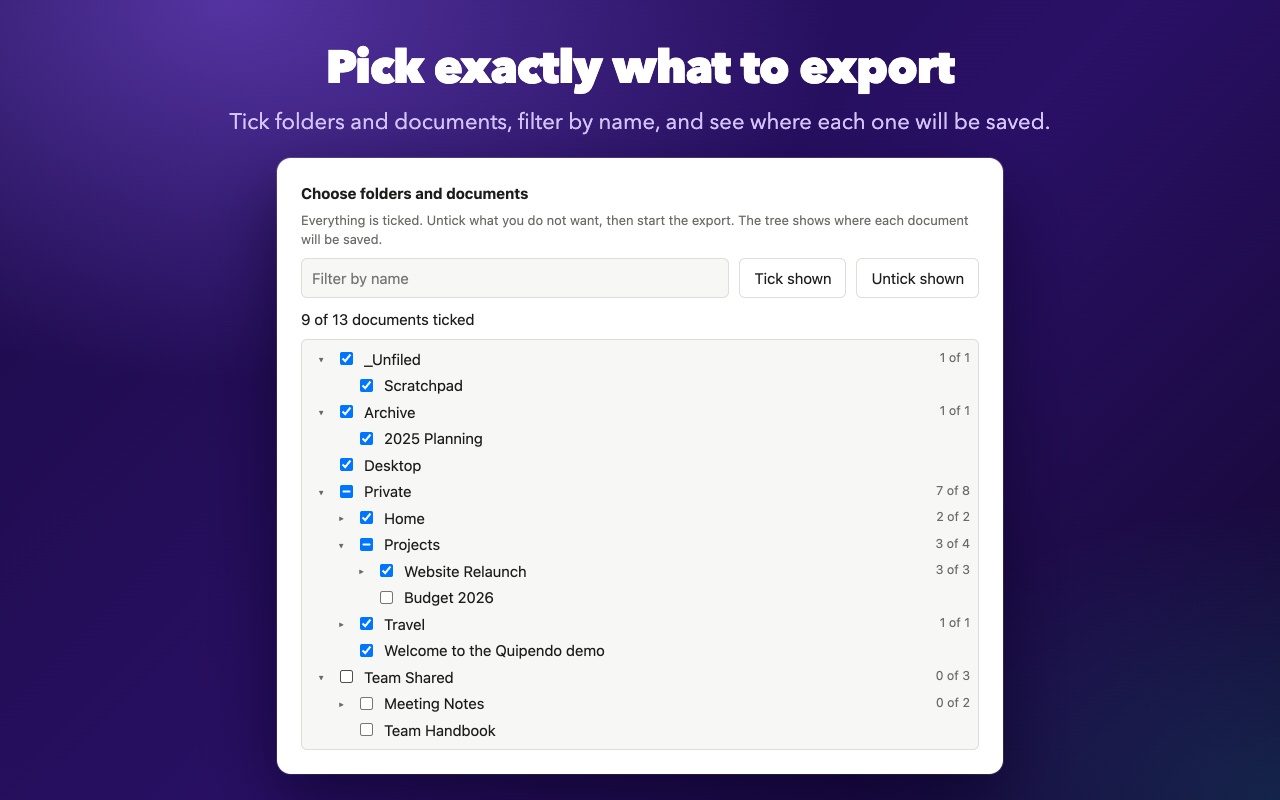 Pick exactly what to export
Tick folders and documents, filter by name, and see where each one will be saved.
Choose folders and documents
Everything is ticked. Untick what you do not want, then start the export. The tree shows where each document
will be saved.
Filter by name
Tick shown
Untick shown
9 of 13 documents ticked
_Unfiled 1 of 1
Scratchpad
Archive 1 of 1
2025 Planning
Desktop
Private 7 of 8
Home 2 of 2
Projects 3 of 4
Website Relaunch 3 of 3
Budget 2026
Travel 1 of 1
Welcome to the Quipendo demo
Team Shared 0 of 3
Meeting Notes 0 of 2
Team Handbook